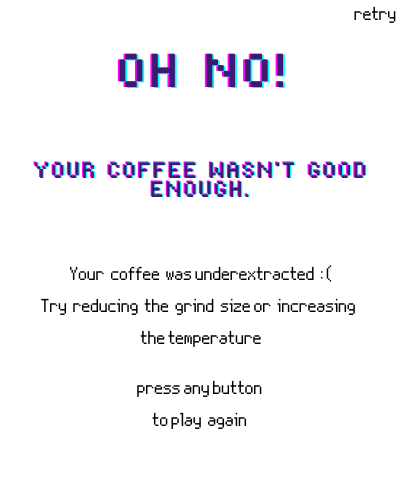 retry
OH NO!
YOUR COFFEE WASN'T GOOD
ENOUGH.
Your coffee was underextracted :(
Try reducing the grind size or increasing
the temperature
press any button
to play again